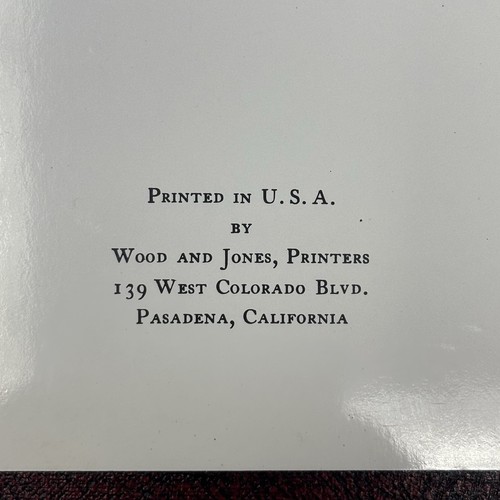 Printed in U. S. A.
by
Wood and Jones, Printers
139 West Colorado Blvd.
Pasadena, California